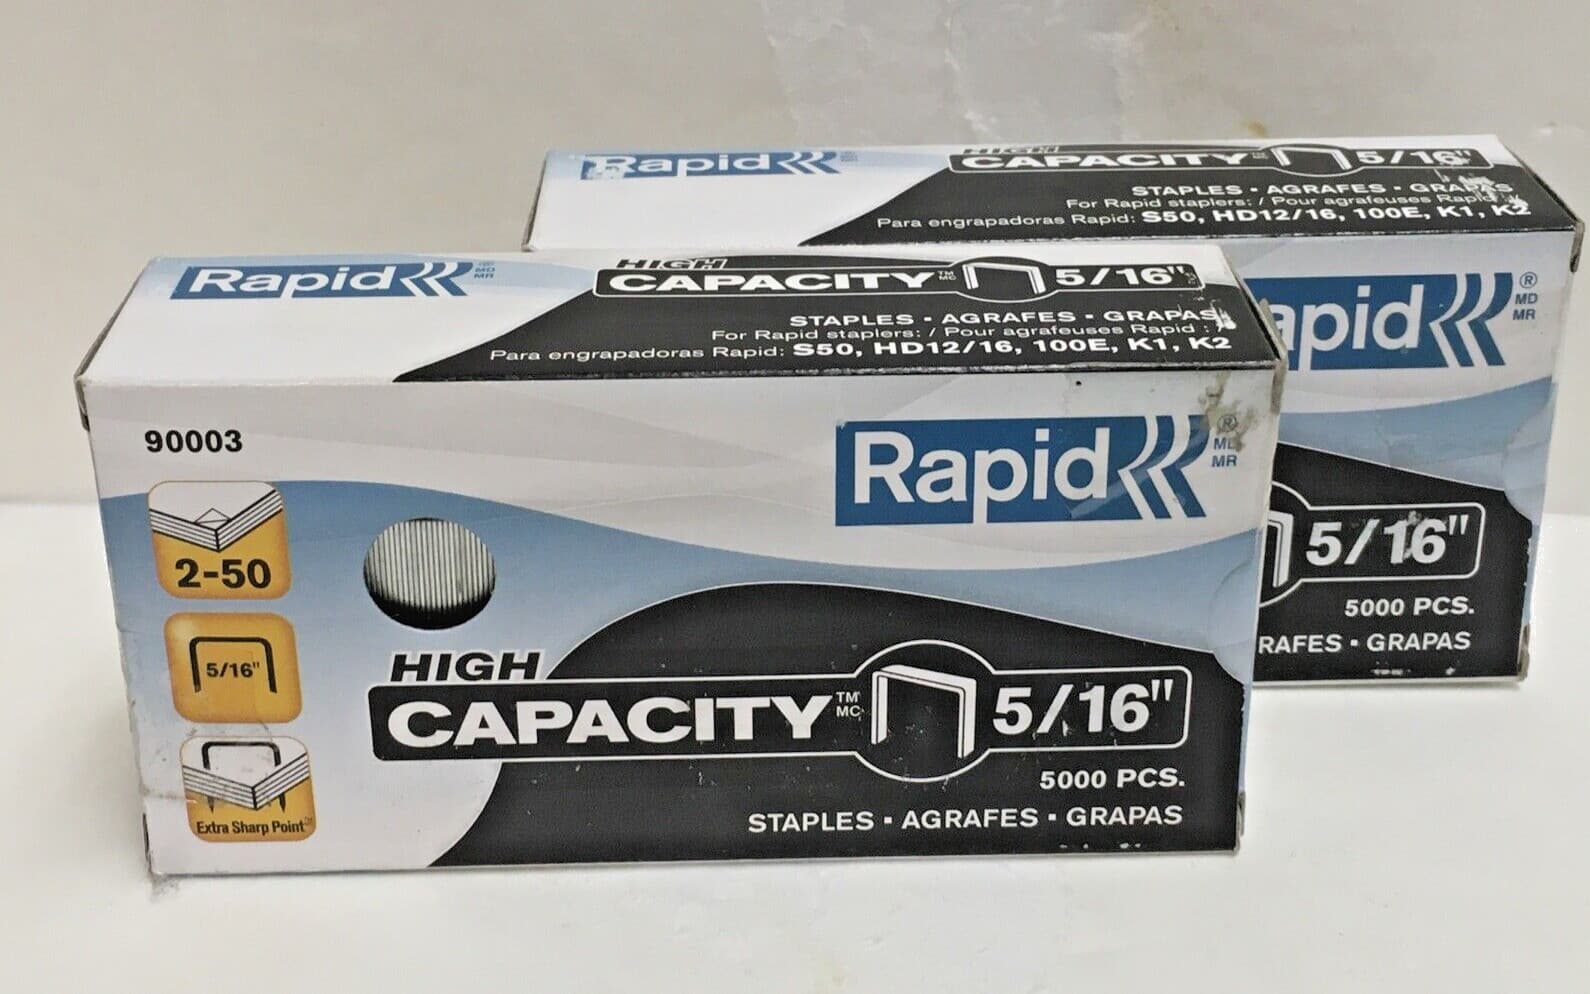 Rapid ® MD MR
HIGH
CAPACITY ™ MC 5/16"
STAPLES ▪ AGRAFES ▪ GRAPAS
For Rapid staplers: / Pour agrafeuses Rapid :
Para engrapadoras Rapid: S50, HD12/16, 100E, K1, K2
90003
Rapid ® MD MR
2-50
5/16"
Extra Sharp Point
HIGH
CAPACITY ™ MC 5/16"
5000 PCS.
STAPLES ▪ AGRAFES ▪ GRAPAS
Rapid
HIGH
CAPACITY 5/16"
STAPLES ▪ AGRAFES ▪ GRAPAS
For Rapid staplers: / Pour agrafeuses Rapid
Para engrapadoras Rapid: S50, HD12/16, 100E, K1, K2
apid ® MD MR
5/16"
5000 PCS.
RAFES ▪ GRAPAS